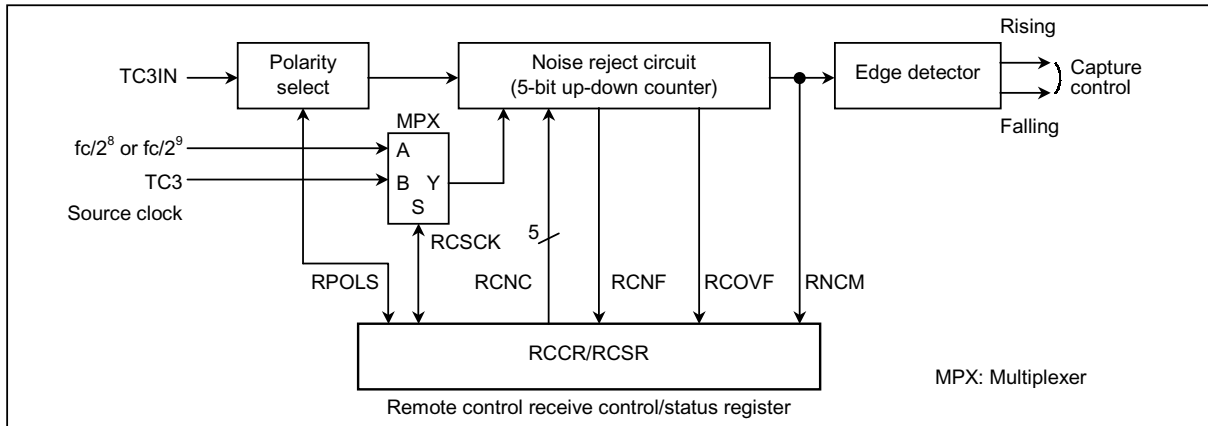 TC3IN
Polarity
select
Noise reject circuit
(5-bit up-down counter)
Edge detector
Rising
Capture
control
Falling
MPX
fc/2⁸ or fc/2⁹
A
TC3
B Y
S
Source clock
RCSCK
5
RPOLS
RCNC
RCNF
RCOVF
RNCM
RCCR/RCSR
MPX: Multiplexer
Remote control receive control/status register